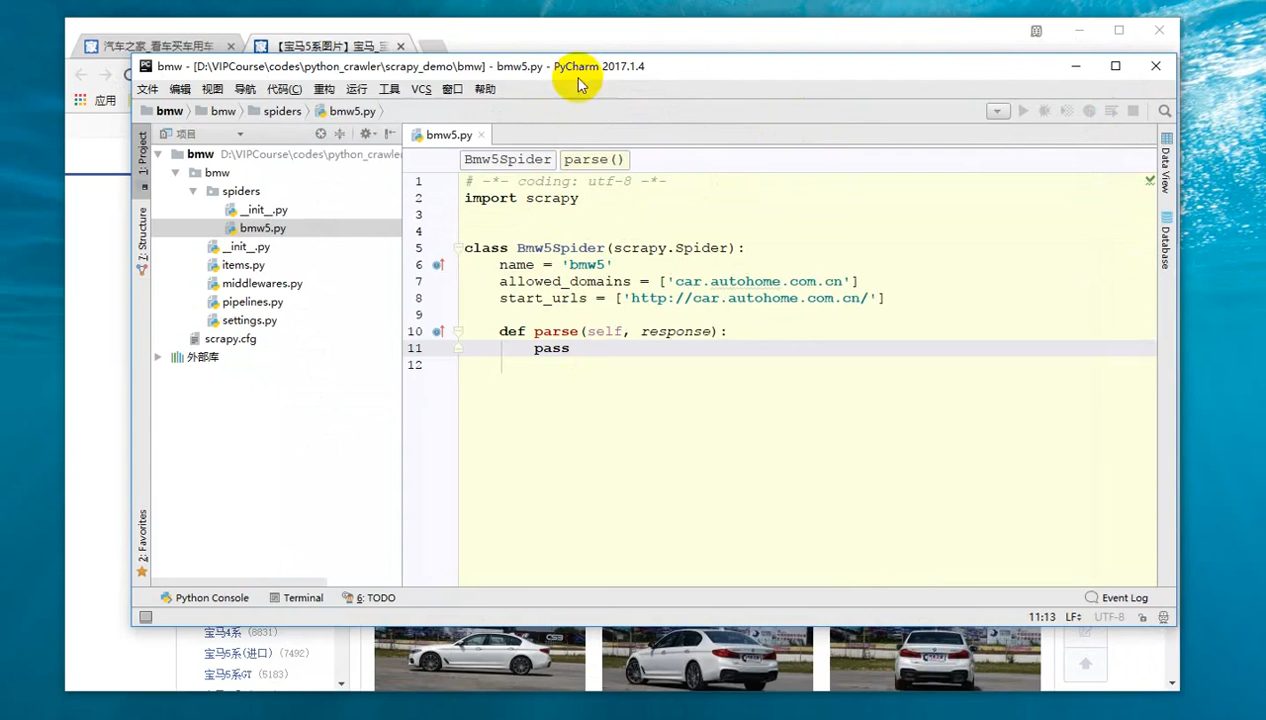 汽车之家_看车买车用车
【宝马5系图片】宝马_
应用
bmw - [D:\VIPCourse\codes\python_crawler\scrapy_demo\bmw] - bmw5.py - PyCharm 2017.1.4
文件 编辑 视图 导航 代码(C) 重构 运行 工具 VCS 窗口 帮助
bmw bmw spiders bmw5.py
项目
bmw5.py
1: Project
7: Structure
2: Favorites
Data View
Database
bmw D:\VIPCourse\codes\python_crawler
bmw
spiders
__init__.py
bmw5.py
__init__.py
items.py
middlewares.py
pipelines.py
settings.py
scrapy.cfg
外部库
Bmw5Spider parse()
1 # -*- coding: utf-8 -*-
2 import scrapy
3
4
5 class Bmw5Spider(scrapy.Spider):
6 name = 'bmw5'
7 allowed_domains = ['car.autohome.com.cn']
8 start_urls = ['http://car.autohome.com.cn/']
9
10 def parse(self, response):
11 pass
12
Python Console Terminal 6: TODO Event Log
11:13 LF÷ UTF-8
宝马4系 (8831)
宝马5系(进口) (7492)
宝马5系GT (5183)